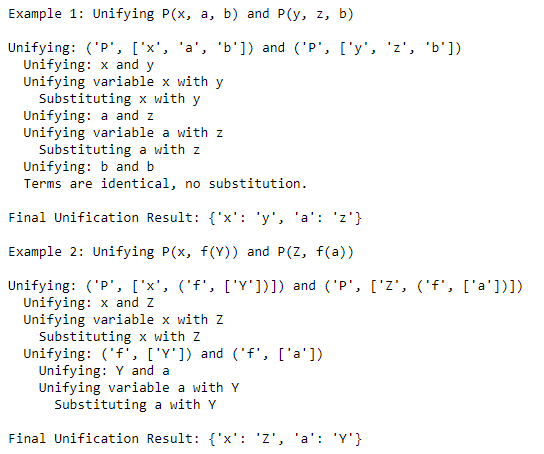 Example 1: Unifying P(x, a, b) and P(y, z, b)
Unifying: ('P', ['x', 'a', 'b']) and ('P', ['y', 'z', 'b'])
Unifying: x and y
Unifying variable x with y
Substituting x with y
Unifying: a and z
Unifying variable a with z
Substituting a with z
Unifying: b and b
Terms are identical, no substitution.
Final Unification Result: {'x': 'y', 'a': 'z'}
Example 2: Unifying P(x, f(Y)) and P(Z, f(a))
Unifying: ('P', ['x', ('f', ['Y'])]) and ('P', ['Z', ('f', ['a'])])
Unifying: x and Z
Unifying variable x with Z
Substituting x with Z
Unifying: ('f', ['Y']) and ('f', ['a'])
Unifying: Y and a
Unifying variable a with Y
Substituting a with Y
Final Unification Result: {'x': 'Z', 'a': 'Y'}